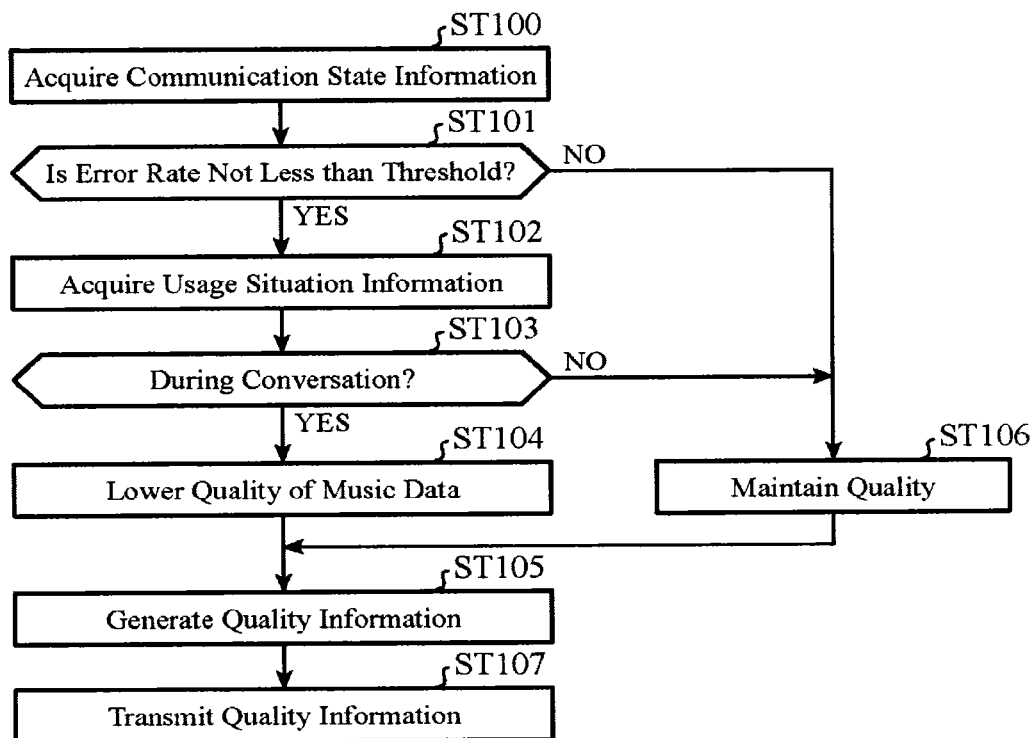 ST100
Acquire Communication State Information
ST101
Is Error Rate Not Less than Threshold?
NO
YES
ST102
Acquire Usage Situation Information
ST103
During Conversation?
NO
YES
ST104
Lower Quality of Music Data
ST106
Maintain Quality
ST105
Generate Quality Information
ST107
Transmit Quality Information